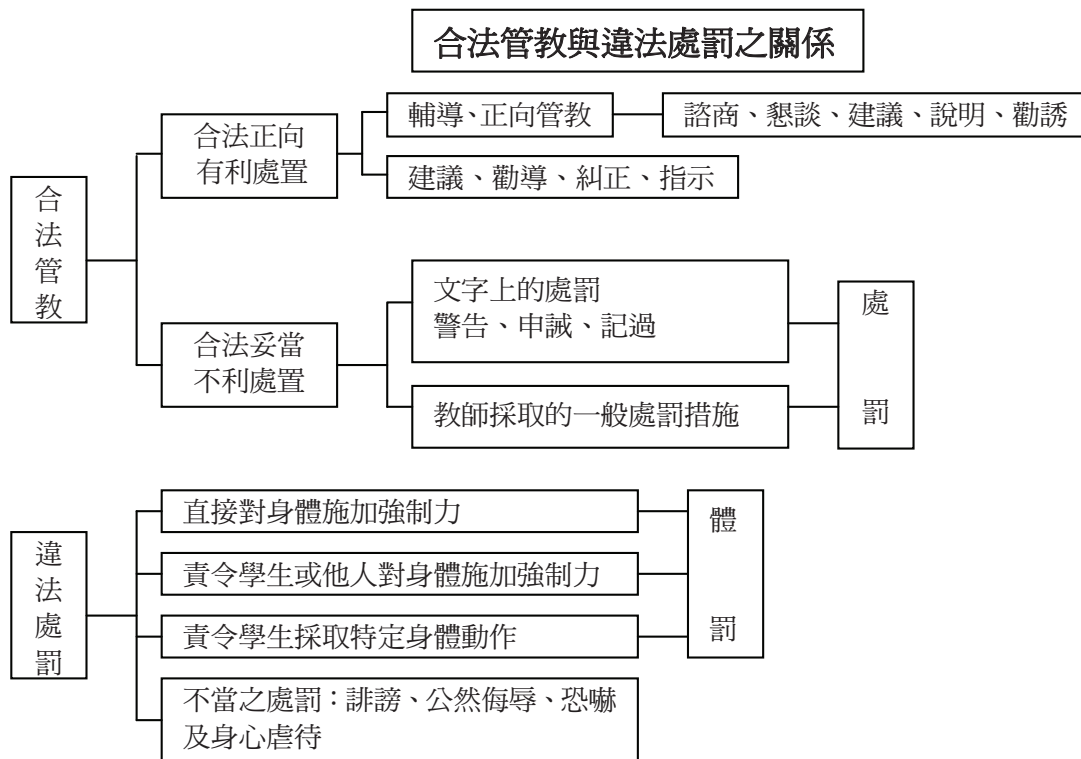 合法管教與違法處罰之關係
輔導、正向管教
諮商、懇談、建議、說明、勸誘
合法正向
有利處置
建議、勸導、糾正、指示
合法管教
文字上的處罰
警告、申誡、記過
處罰
合法妥當
不利處置
教師採取的一般處罰措施
直接對身體施加強制力
體罰
違法處罰
責令學生或他人對身體施加強制力
責令學生採取特定身體動作
不當之處罰：誹謗、公然侮辱、恐嚇
及身心虐待